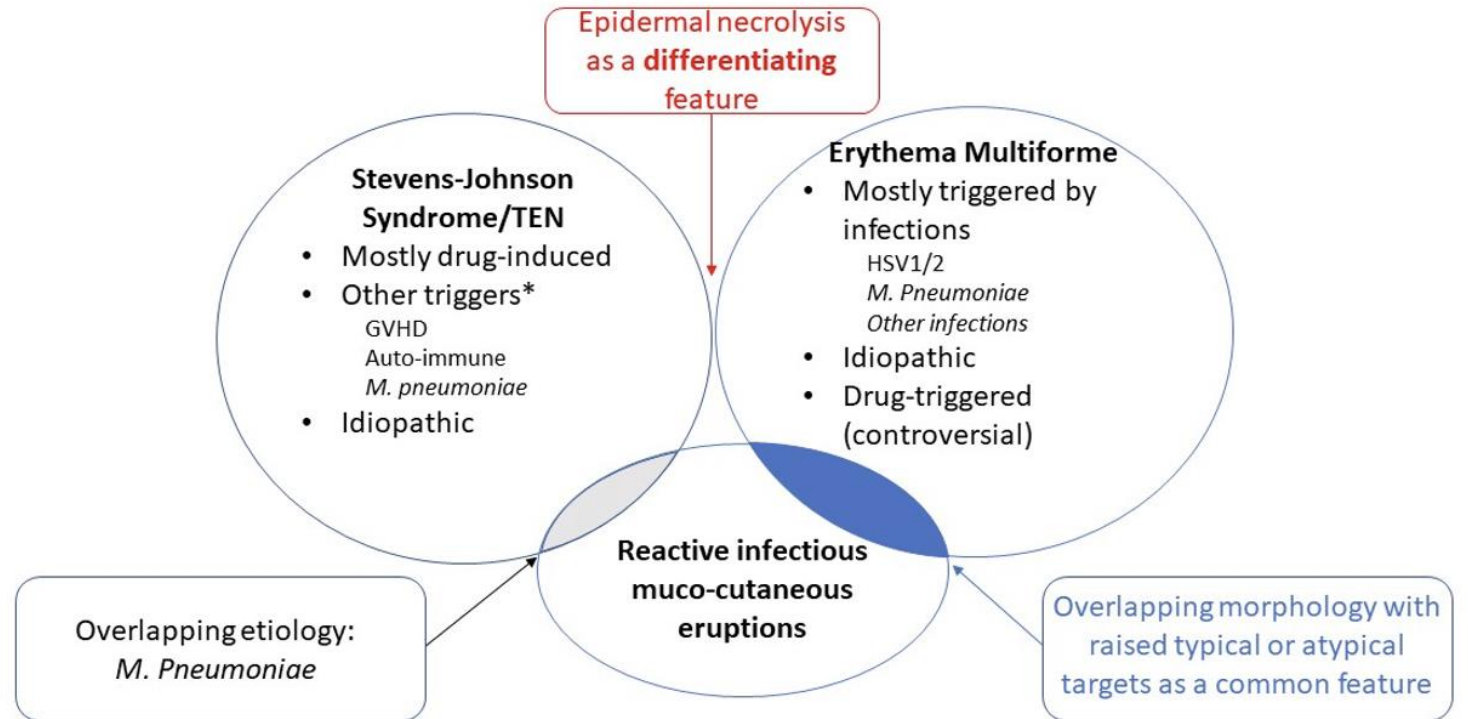 Epidermal necrolysis
as a differentiating
feature
Stevens-Johnson
Syndrome/TEN
• Mostly drug-induced
• Other triggers*
GVHD
Auto-immune
M. pneumoniae
• Idiopathic
Erythema Multiforme
• Mostly triggered by
infections
HSV1/2
M. Pneumoniae
Other infections
• Idiopathic
• Drug-triggered
(controversial)
Reactive infectious
muco-cutaneous
eruptions
Overlapping etiology:
M. Pneumoniae
Overlapping morphology with
raised typical or atypical
targets as a common feature